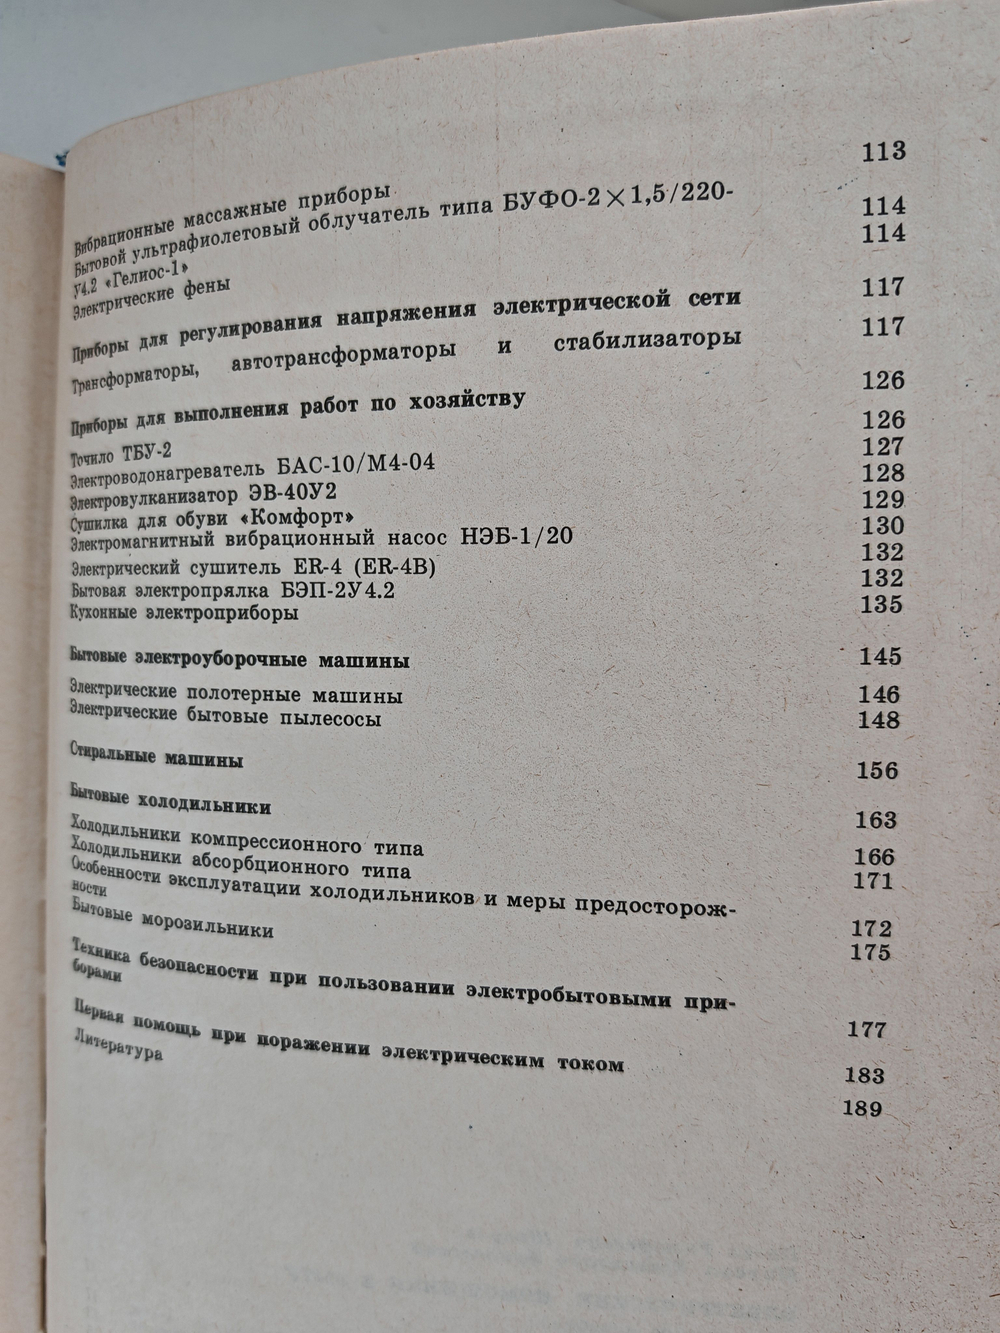 Вибрационные массажные приборы 113
Бытовой ультрафиолетовый облучатель типа БУФО-2×1,5/220-
У4.2 «Гелиос-1» 114
Электрические фены 114
Приборы для регулирования напряжения электрической сети 117
Трансформаторы, автотрансформаторы и стабилизаторы 117
Приборы для выполнения работ по хозяйству 126
Точило ТБУ-2 126
Электроводонагреватель БАС-10/М4-04 127
Электровулканизатор ЭВ-40У2 128
Сушилка для обуви «Комфорт» 129
Электромагнитный вибрационный насос НЭБ-1/20 130
Электрический сушитель ER-4 (ER-4B) 132
Бытовая электропрялка БЭП-2У4.2 132
Кухонные электроприборы 135
Бытовые электроуборочные машины 145
Электрические полотерные машины 146
Электрические бытовые пылесосы 148
Стиральные машины 156
Бытовые холодильники 163
Холодильники компрессионного типа 166
Холодильники абсорбционного типа 171
Особенности эксплуатации холодильников и меры предосторож-
ности 172
Бытовые морозильники 175
Техника безопасности при пользовании электробытовыми при-
борами 177
Первая помощь при поражении электрическим током 183
Литература 189